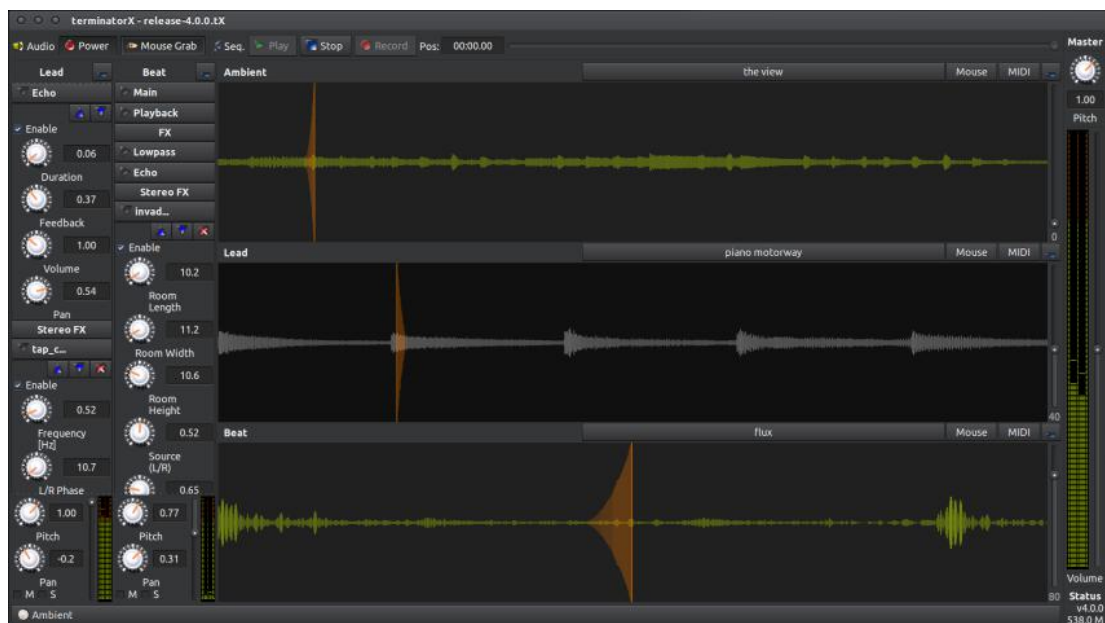 terminatorX - release-4.0.0.tX
Audio Power Mouse Grab Seq. Play Stop Record Pos: 00:00.00
Master
1.00
Pitch
Lead
Echo
Enable
0.06
Duration
0.37
Feedback
1.00
Volume
0.54
Pan
Stereo FX
tap_c...
Enable
0.52
Frequency
[Hz]
10.7
L/R Phase
1.00
Pitch
-0.2
Pan
M S
Beat
Main
Playback
FX
Lowpass
Echo
Stereo FX
invad...
Enable
10.2
Room
Length
11.2
Room Width
10.6
Room
Height
0.52
Source
(L/R)
0.65
0.77
Pitch
0.31
Pan
M S
Ambient the view Mouse MIDI
0
Lead piano motorway Mouse MIDI
40
Beat flux Mouse MIDI
80
Volume
Status
v4.0.0
538.0 M
Ambient